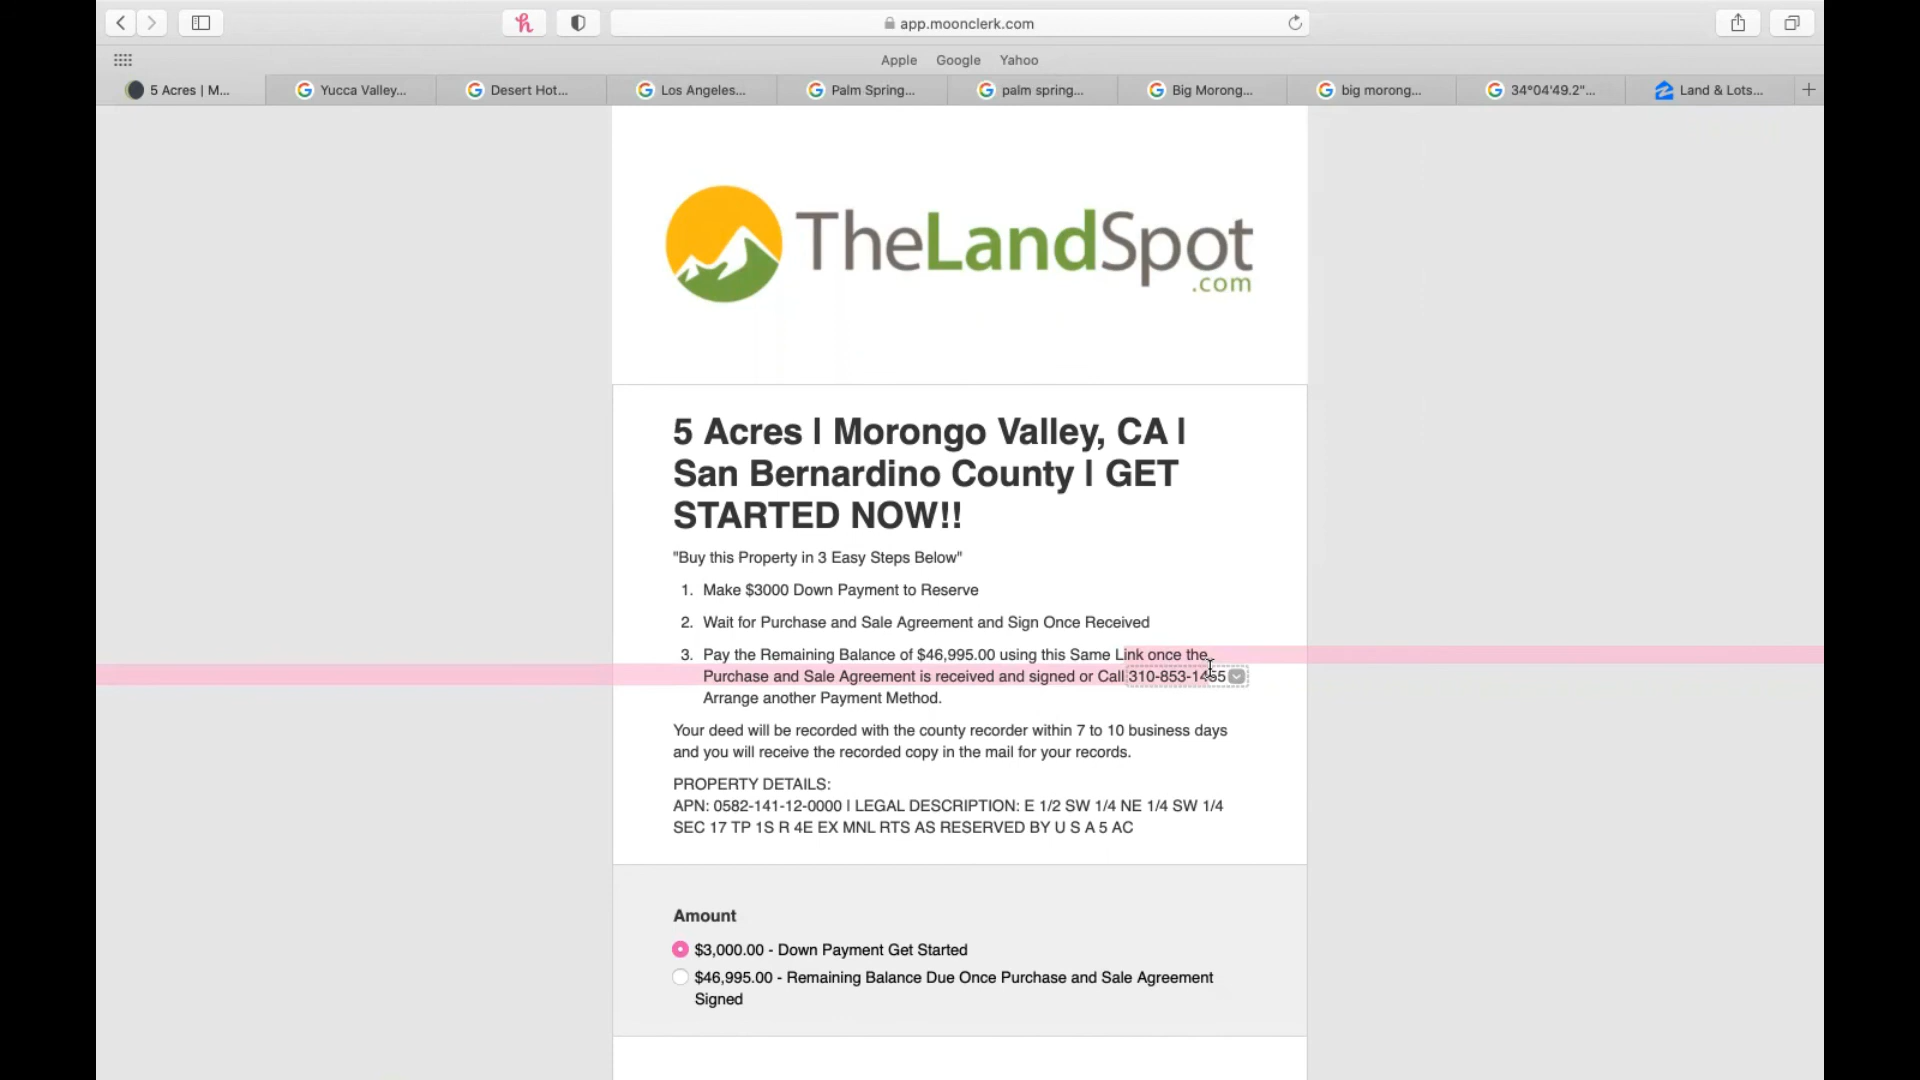 app.moonclerk.com
Apple Google Yahoo
5 Acres | M... Yucca Valley... Desert Hot... Los Angeles... Palm Spring... palm spring... Big Morong... big morong... 34°04'49.2"... Land & Lots...
TheLandSpot
.com
5 Acres | Morongo Valley, CA |
San Bernardino County | GET
STARTED NOW!!
"Buy this Property in 3 Easy Steps Below"
1. Make $3000 Down Payment to Reserve
2. Wait for Purchase and Sale Agreement and Sign Once Received
3. Pay the Remaining Balance of $46,995.00 using this Same Link once the
Purchase and Sale Agreement is received and signed or Call 310-853-1455
Arrange another Payment Method.
Your deed will be recorded with the county recorder within 7 to 10 business days
and you will receive the recorded copy in the mail for your records.
PROPERTY DETAILS:
APN: 0582-141-12-0000 | LEGAL DESCRIPTION: E 1/2 SW 1/4 NE 1/4 SW 1/4
SEC 17 TP 1S R 4E EX MNL RTS AS RESERVED BY U S A 5 AC
Amount
$3,000.00 - Down Payment Get Started
$46,995.00 - Remaining Balance Due Once Purchase and Sale Agreement
Signed